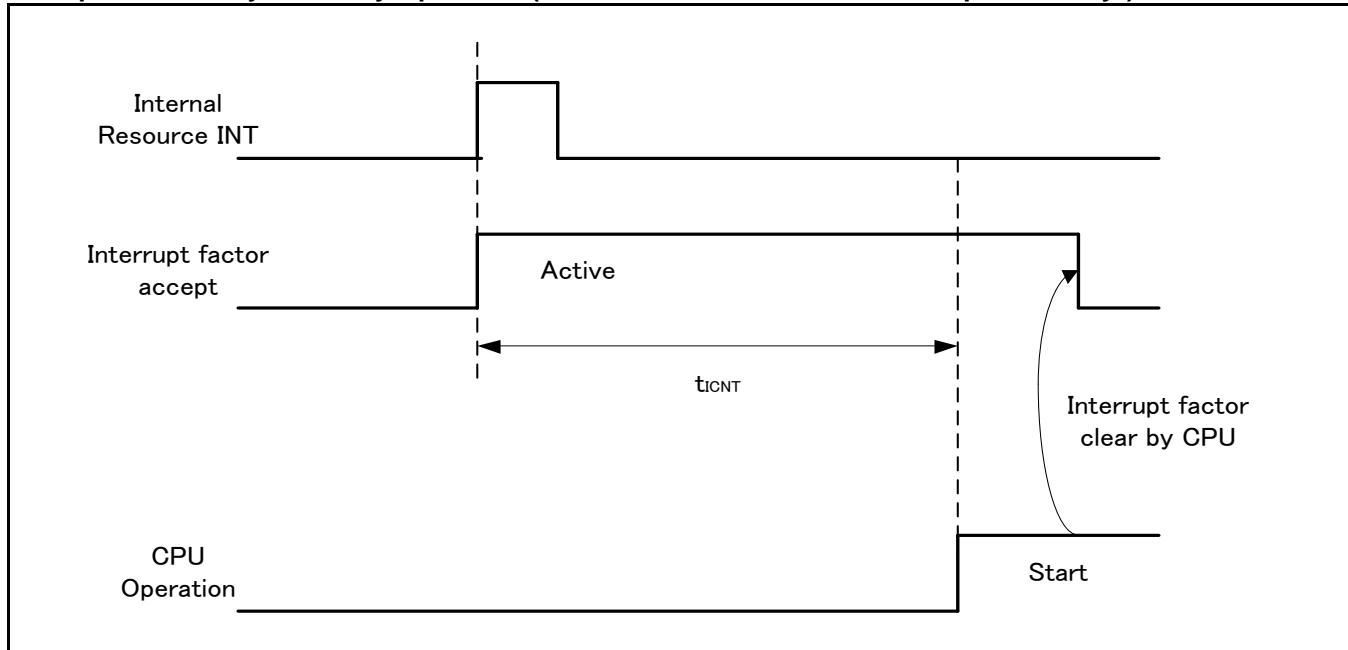 Internal
Resource INT
Interrupt factor
accept
Active
tICNT
Interrupt factor
clear by CPU
CPU
Operation
Start